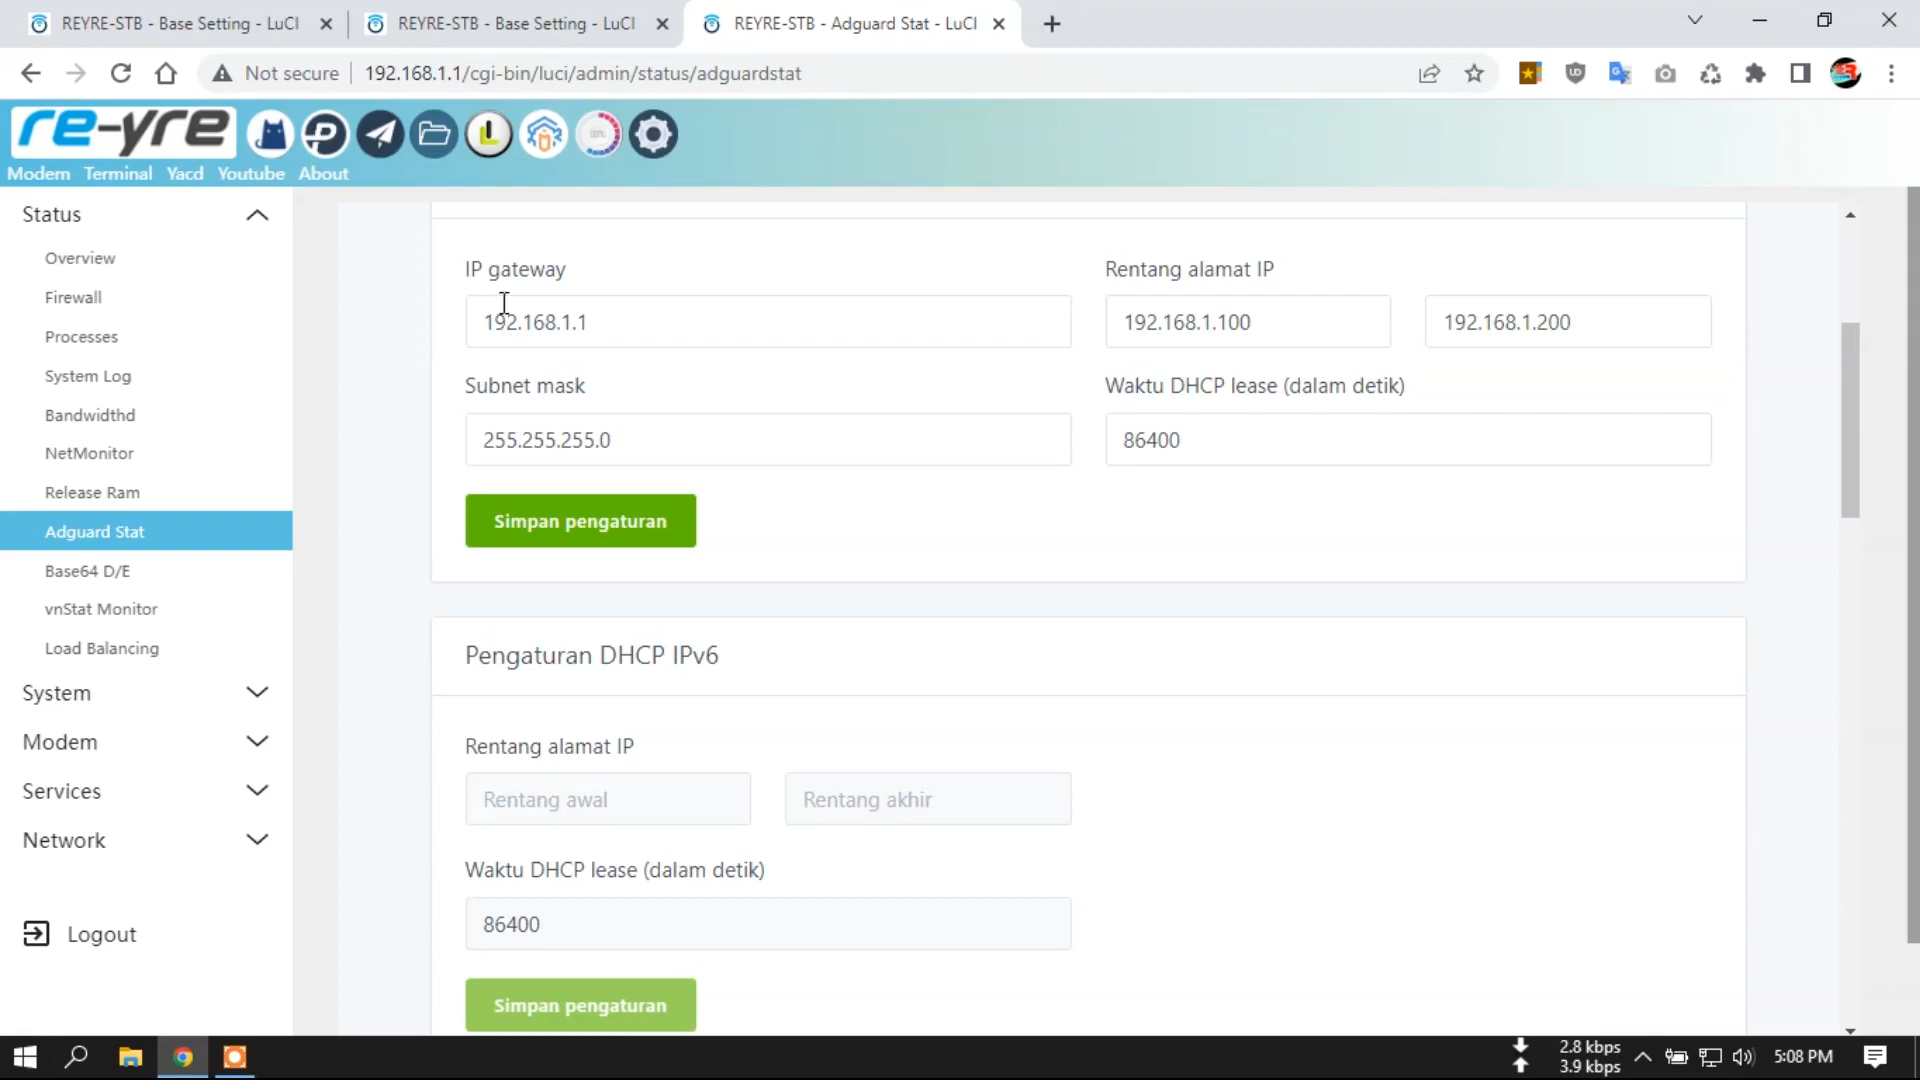 REYRE-STB - Base Setting - LuCI
REYRE-STB - Base Setting - LuCI
REYRE-STB - Adguard Stat - LuCI
Not secure
192.168.1.1/cgi-bin/luci/admin/status/adguardstat
re-yre
Modem Terminal Yacd Youtube About
Status
Overview
Firewall
Processes
System Log
Bandwidthd
NetMonitor
Release Ram
Adguard Stat
Base64 D/E
vnStat Monitor
Load Balancing
System
Modem
Services
Network
Logout
IP gateway
192.168.1.1
Rentang alamat IP
192.168.1.100
192.168.1.200
Subnet mask
255.255.255.0
Waktu DHCP lease (dalam detik)
86400
Simpan pengaturan
Pengaturan DHCP IPv6
Rentang alamat IP
Rentang awal
Rentang akhir
Waktu DHCP lease (dalam detik)
86400
Simpan pengaturan
2.8 kbps
3.9 kbps
5:08 PM